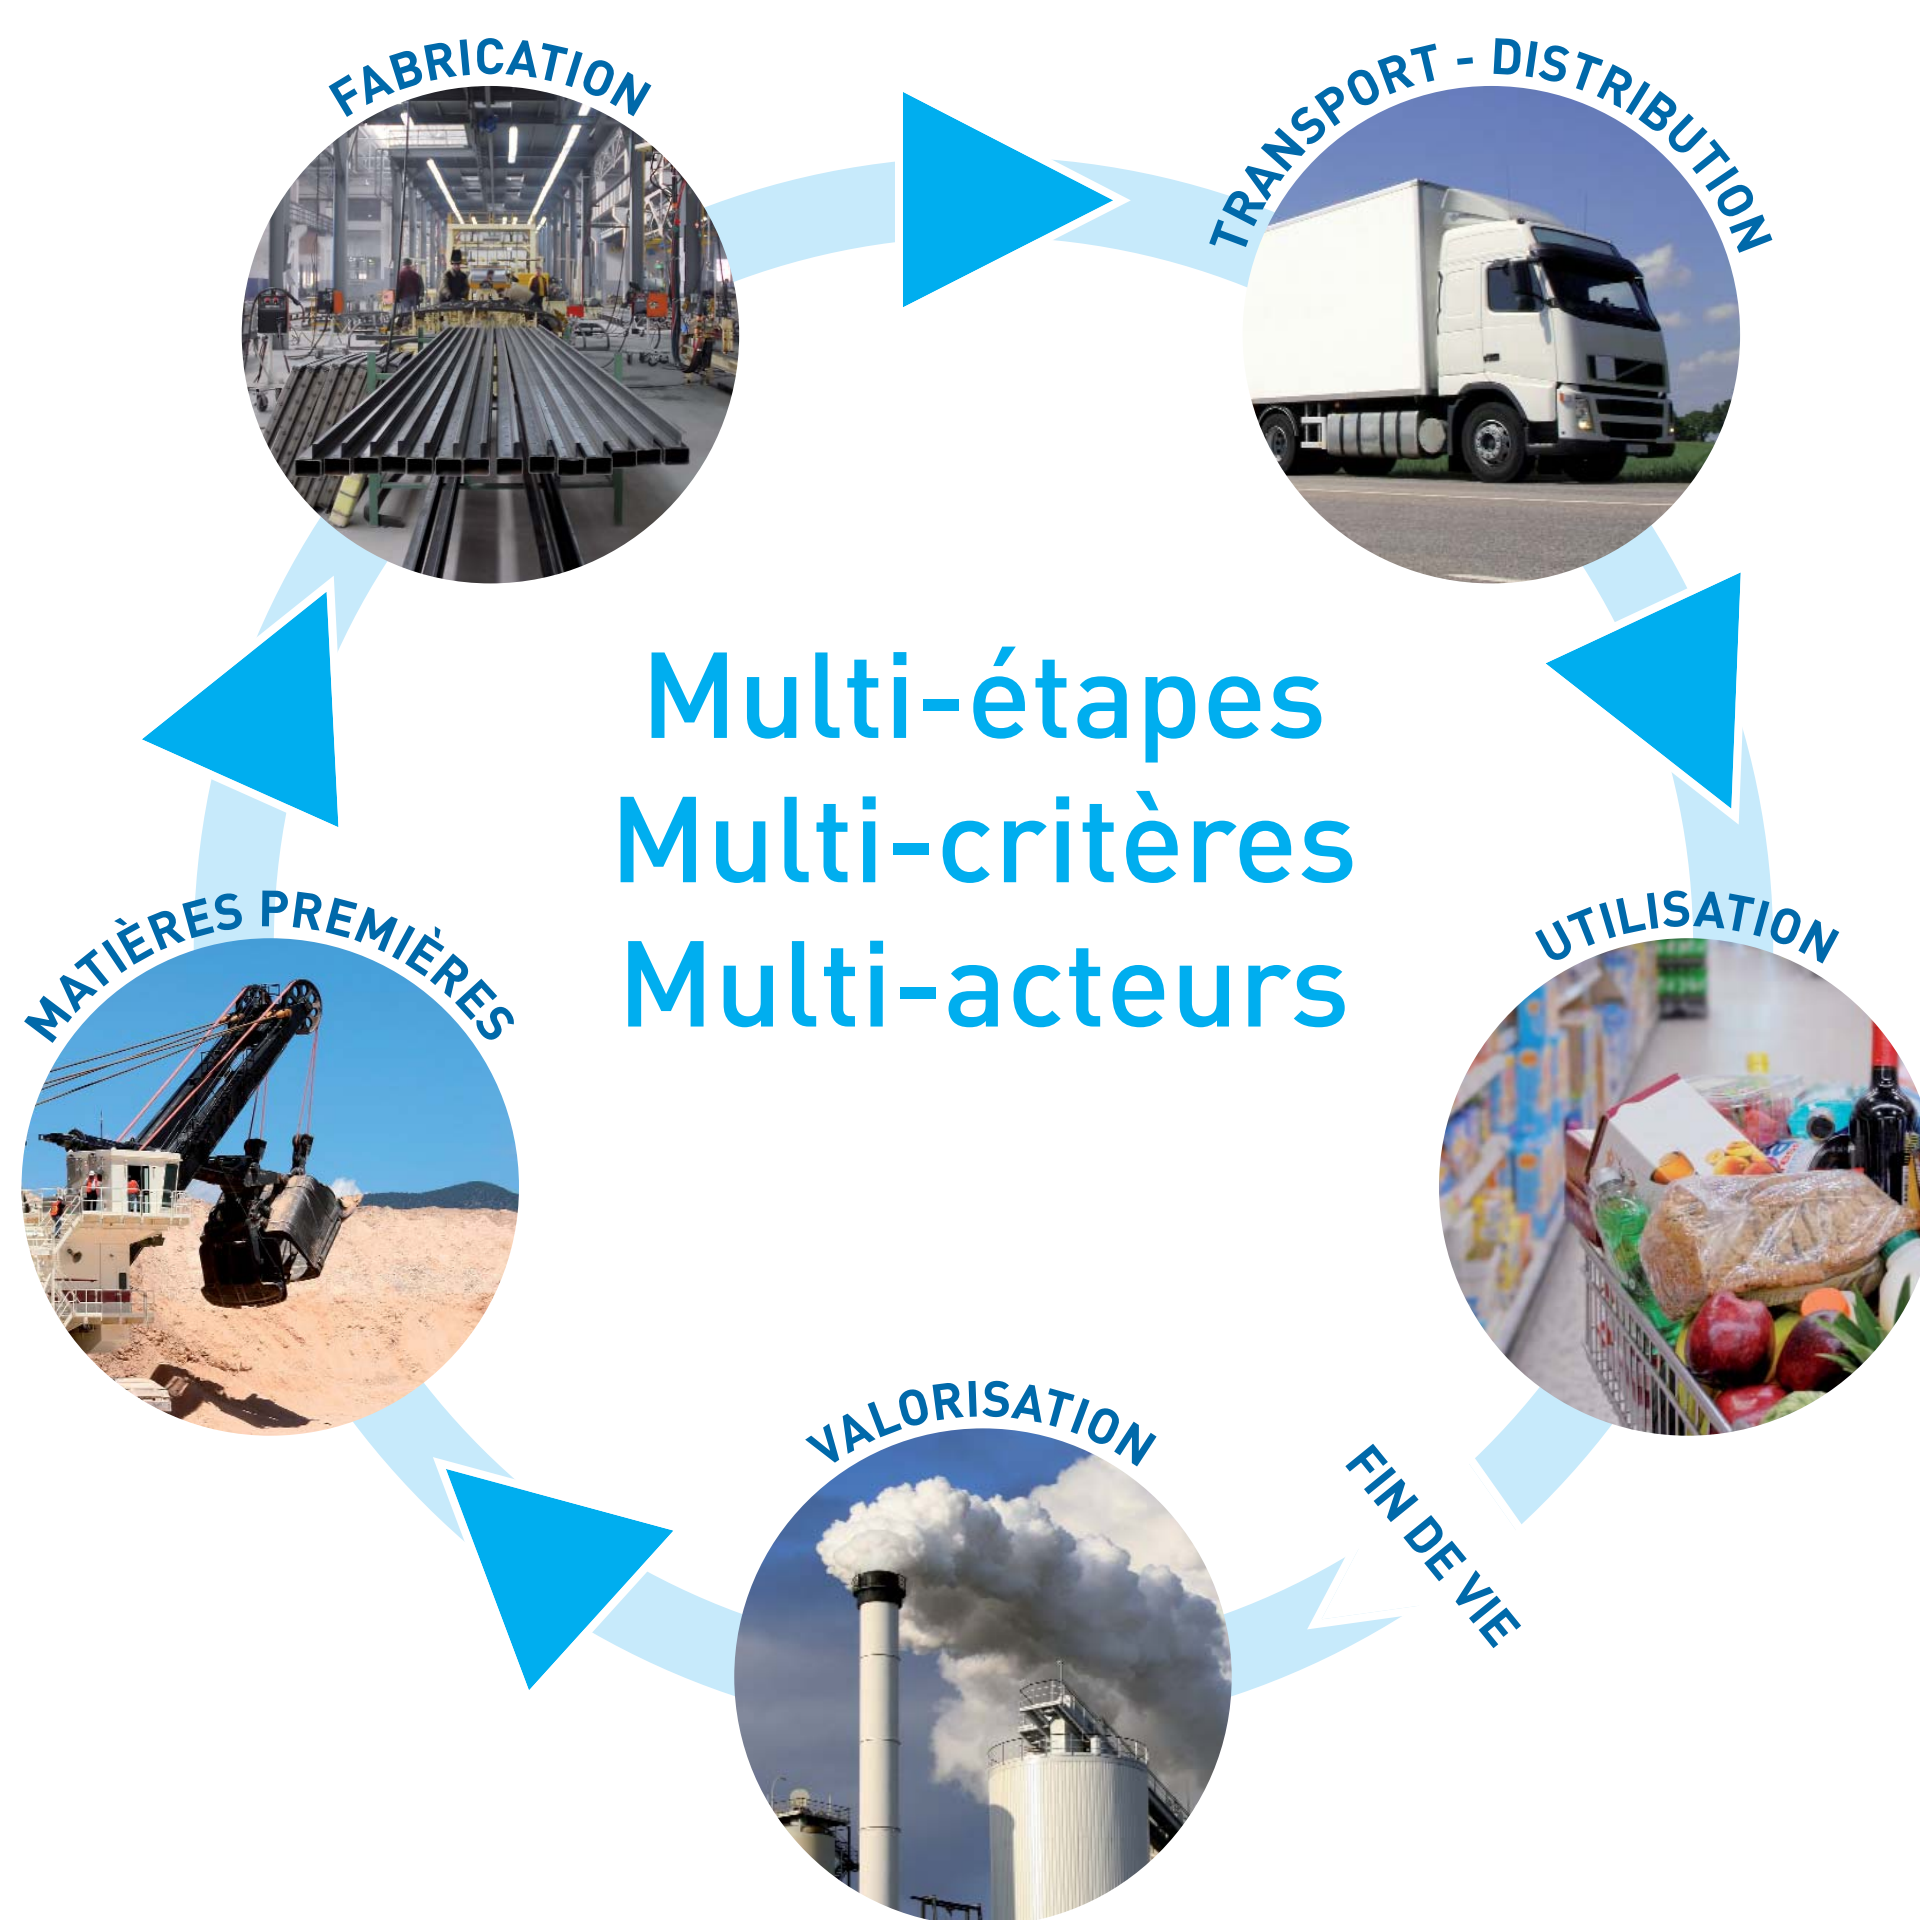 FABRICATION
TRANSPORT - DISTRIBUTION
Multi-étapes
Multi-critères
Multi-acteurs
MATIÈRES PREMIÈRES
UTILISATION
VALORISATION
FIN DE VIE